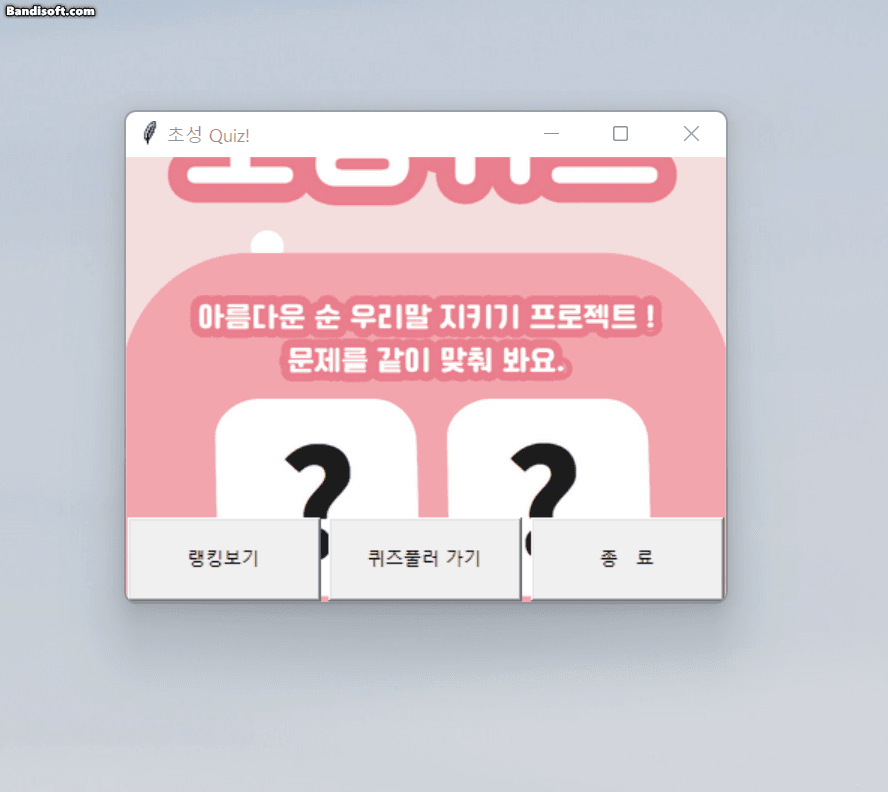 Bandisoft.com
초성 Quiz!
아름다운 순 우리말 지키기 프로젝트 !
문제를 같이 맞춰 봐요.
? ?
랭킹보기
퀴즈풀러 가기
종 료